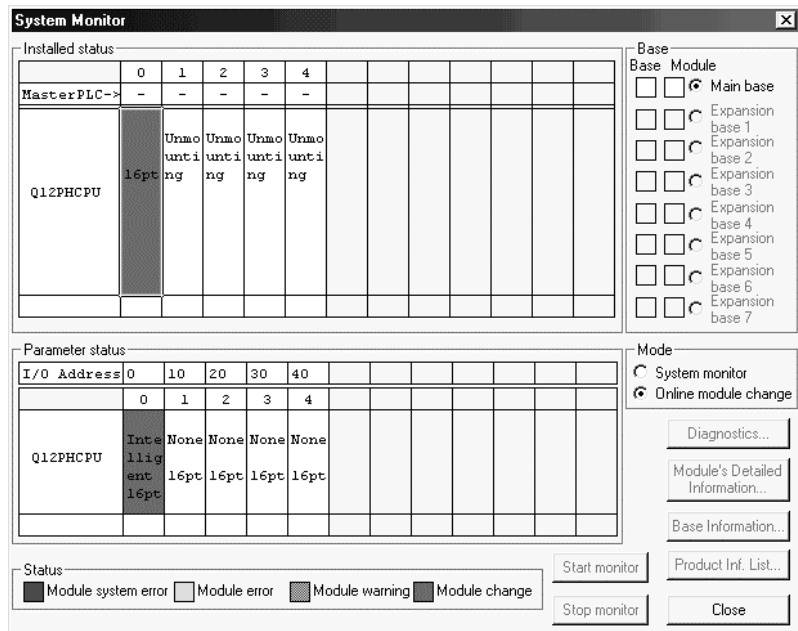 System Monitor
Installed status
0 1 2 3 4
MasterPLC-> - - - - -
Q12PHCPU
16pt
Unmo Unmo Unmo Unmo
unti unti unti unti
ng ng ng ng
Base
Base Module
Main base
Expansion
base 1
Expansion
base 2
Expansion
base 3
Expansion
base 4
Expansion
base 5
Expansion
base 6
Expansion
base 7
Parameter status
I/O Address 0 10 20 30 40
0 1 2 3 4
Q12PHCPU
Inte None None None None
llig
ent 16pt 16pt 16pt 16pt
16pt
Mode
System monitor
Online module change
Diagnostics...
Module's Detailed
Information...
Base Information...
Product Inf. List...
Close
Start monitor
Stop monitor
Status
Module system error Module error Module warning Module change